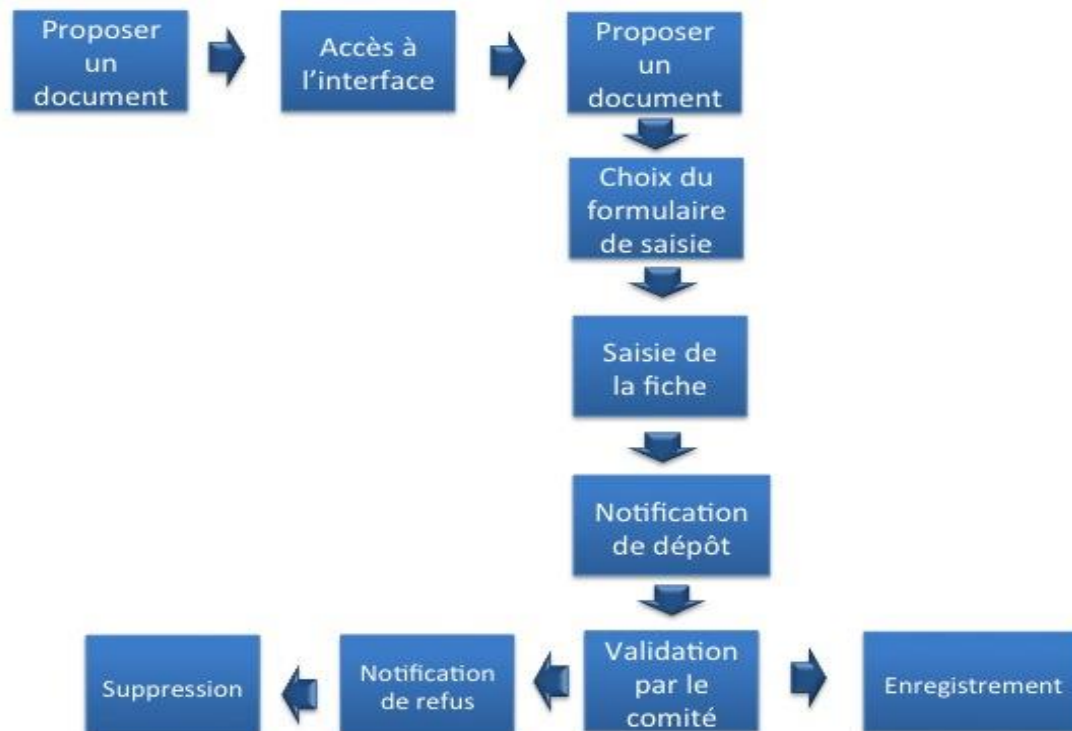 Proposer
un
document
Accès à
l'interface
Proposer
un
document
Choix du
formulaire
de saisie
Saisie de
la fiche
Notification
de dépôt
Validation
par le
comité
Notification
de refus
Suppression
Enregistrement